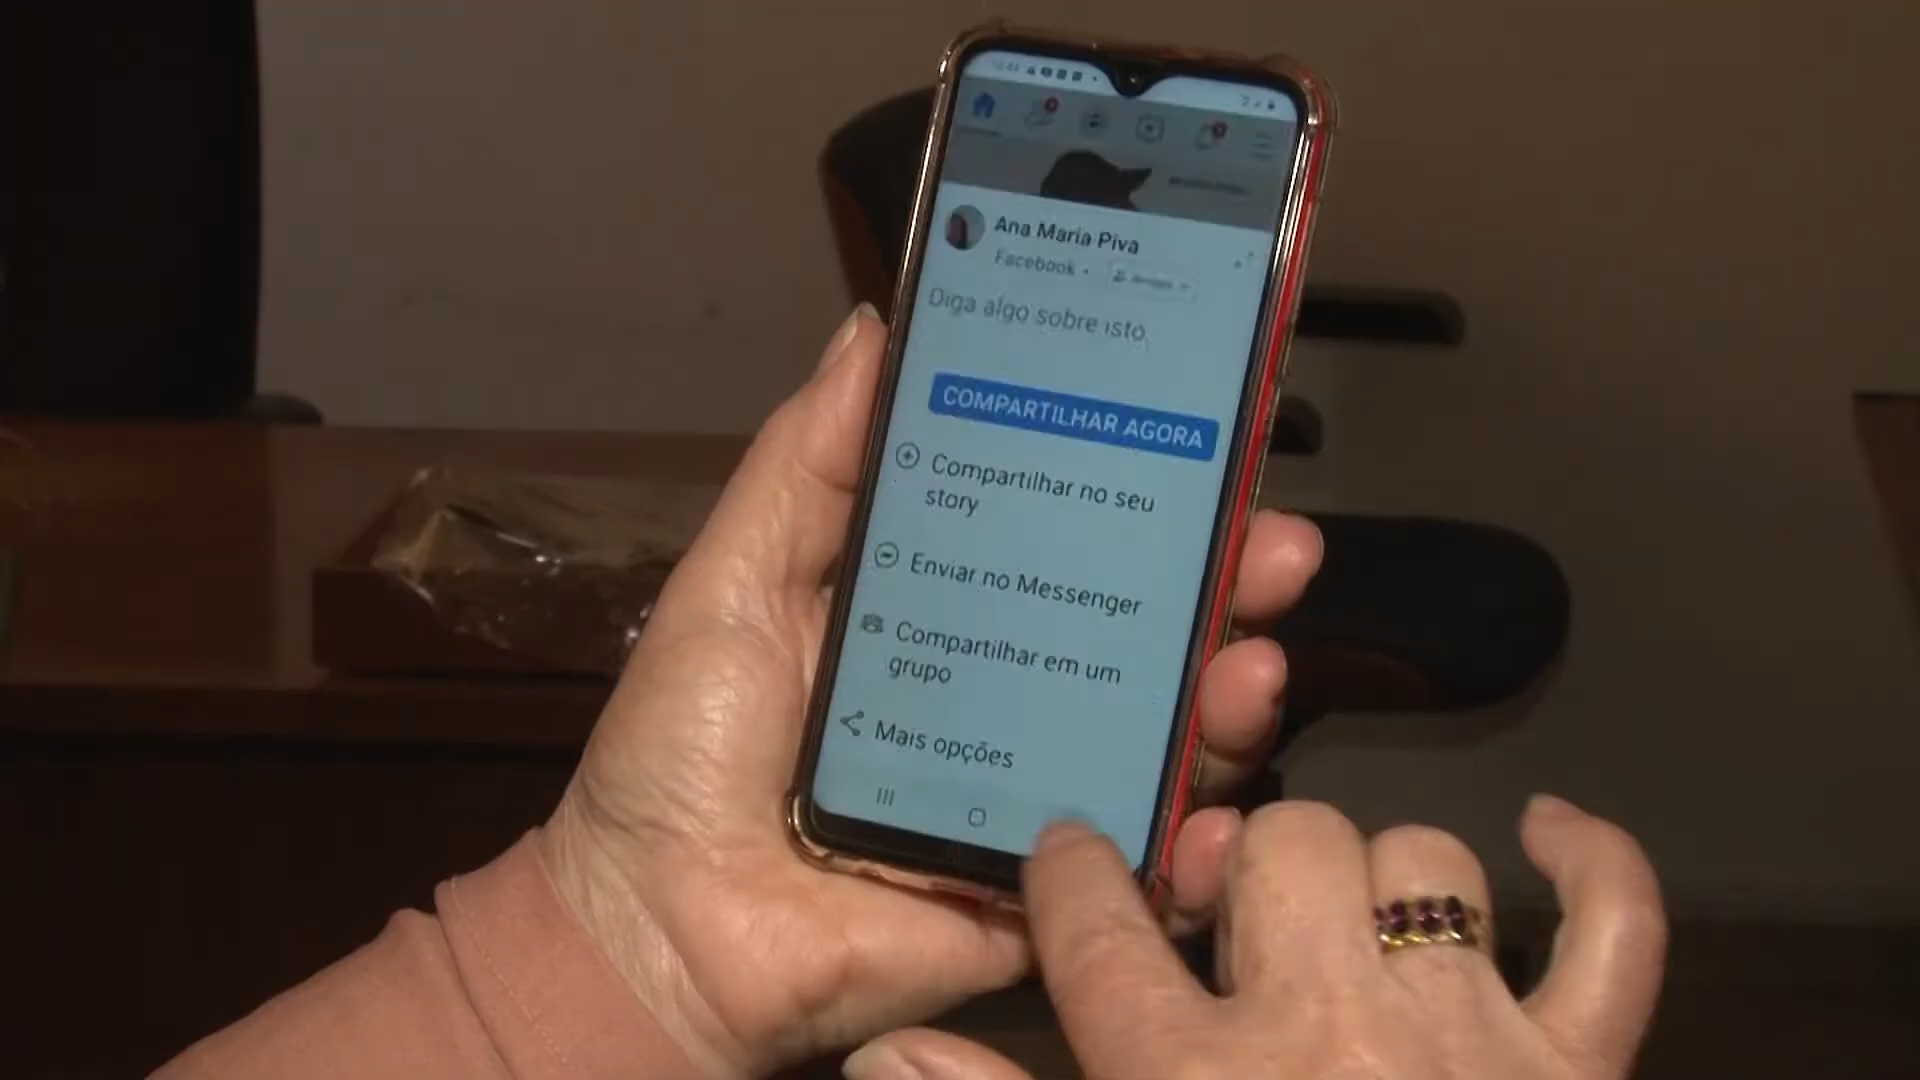 Ana Maria Piva
Facebook
Diga algo sobre isto.
COMPARTILHAR AGORA
Compartilhar no seu
story
Enviar no Messenger
Compartilhar em um
grupo
Mais opções